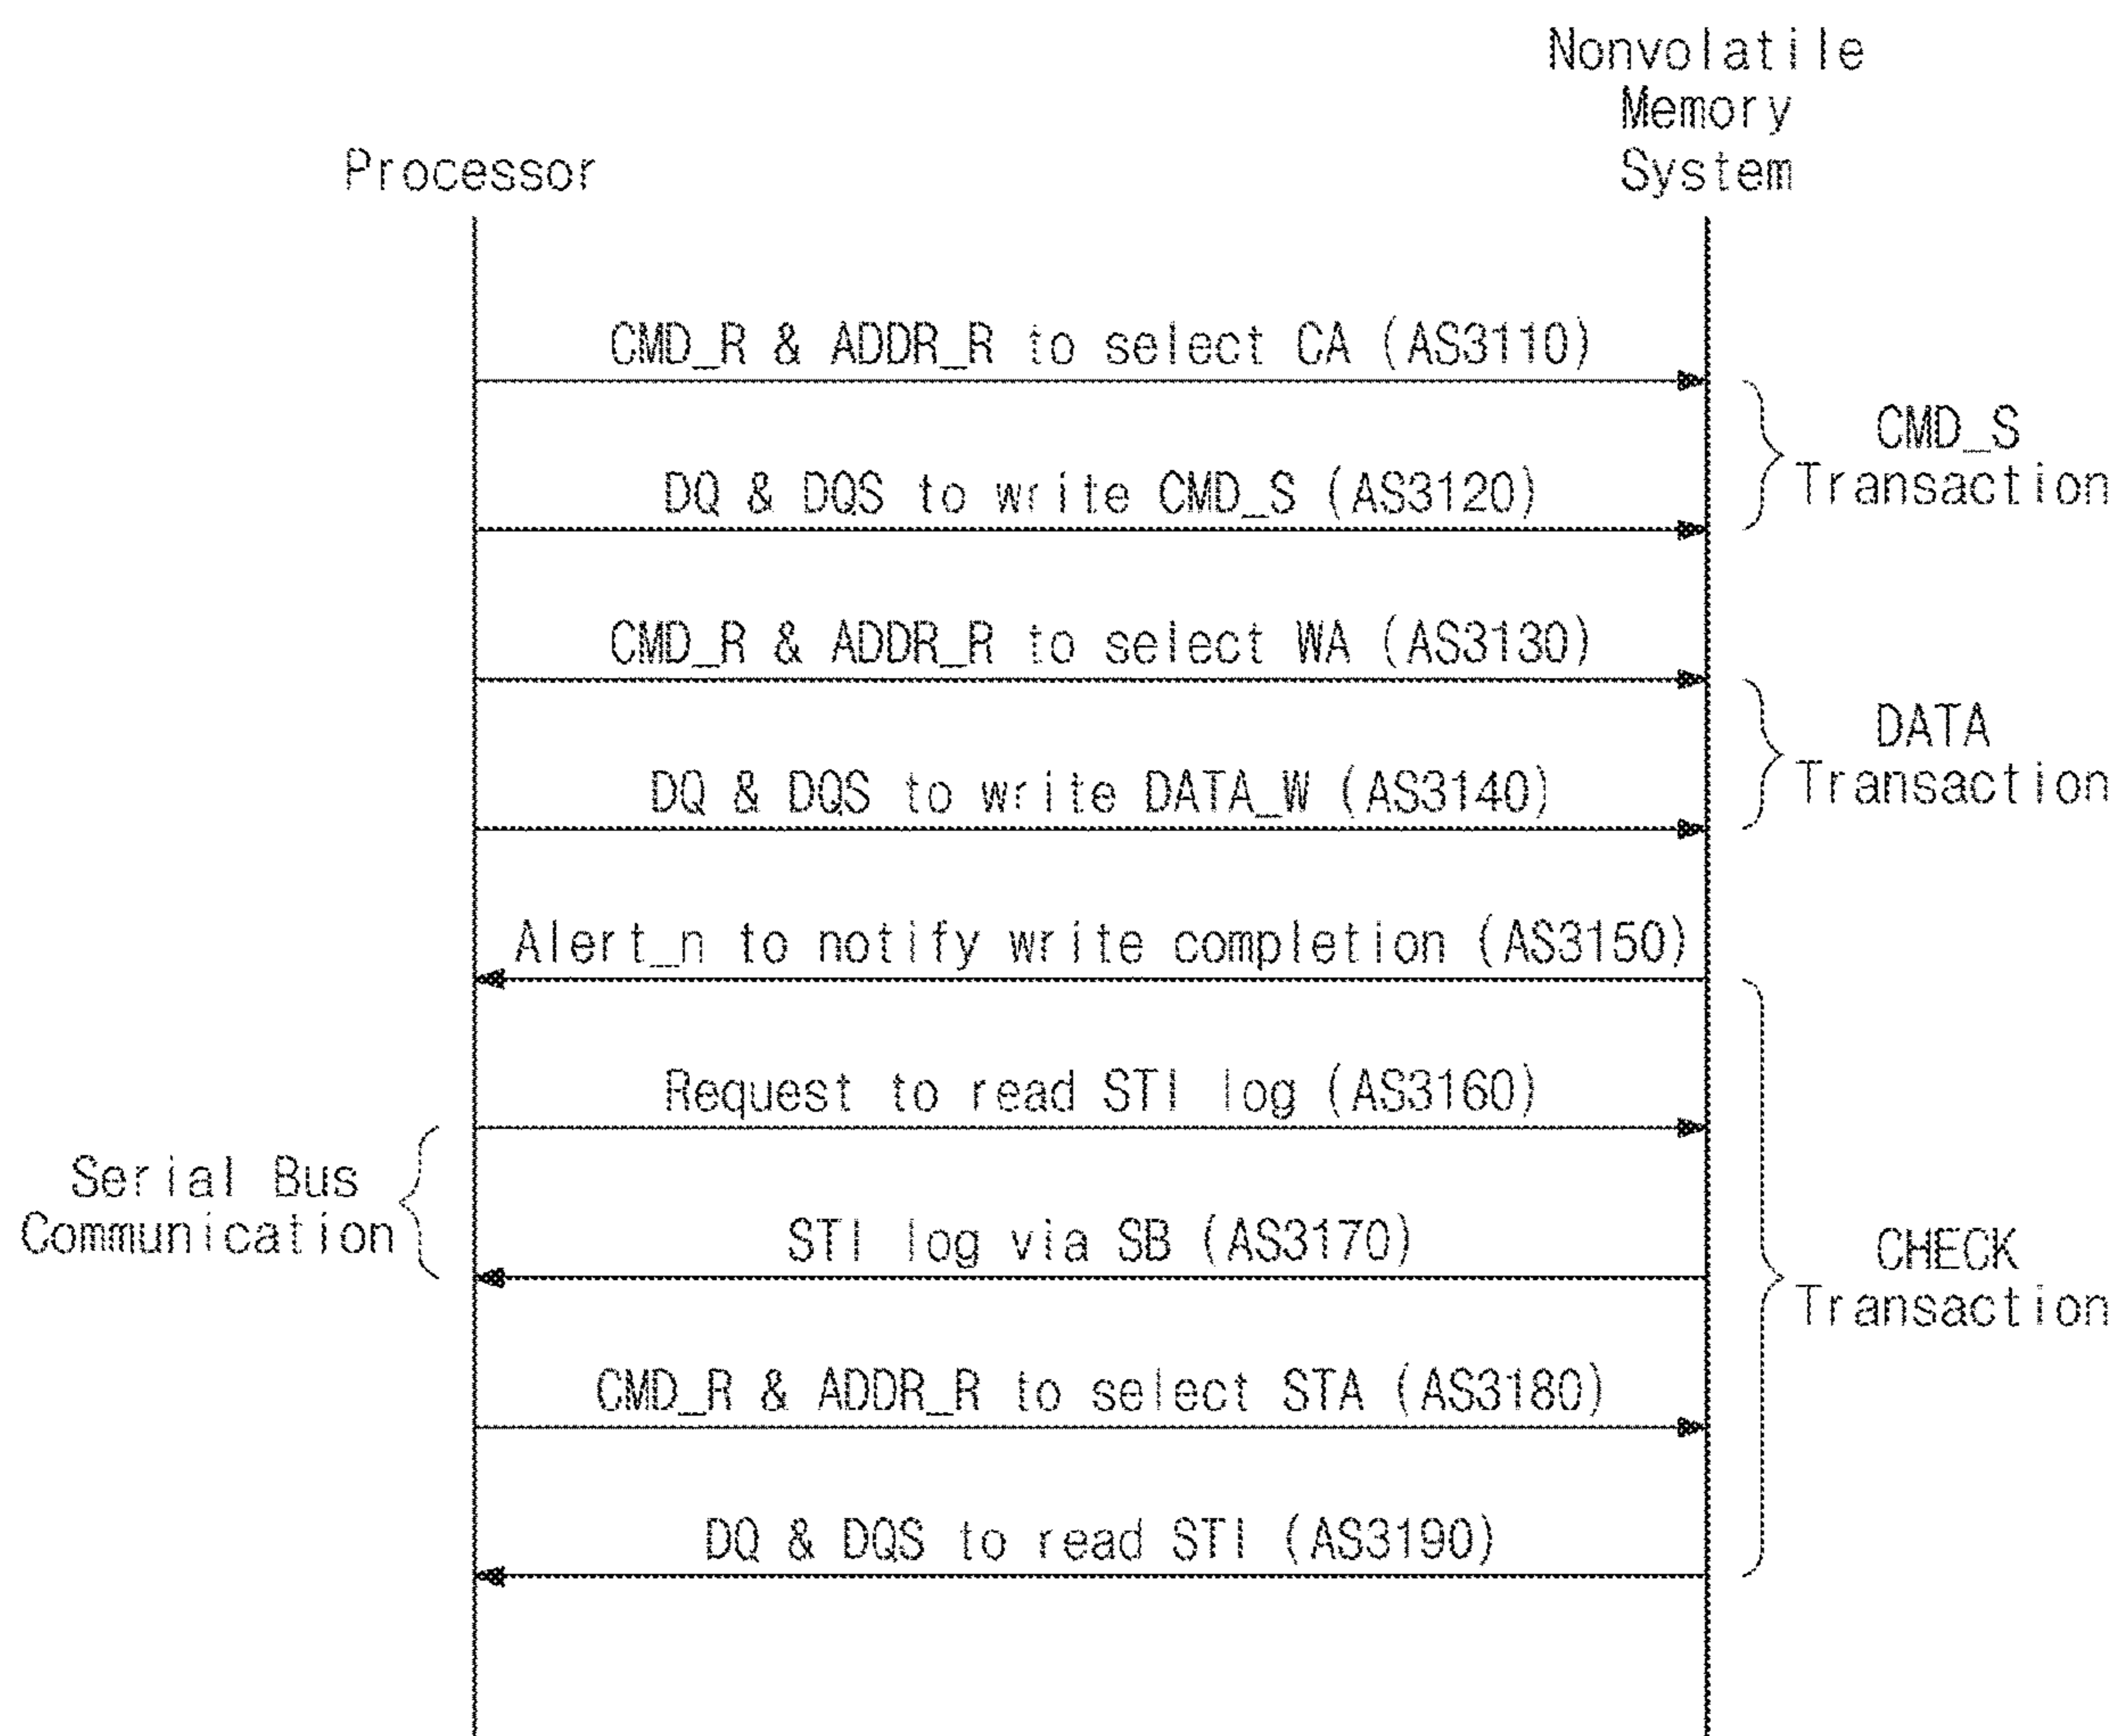 Nonvolatile
Memory
System
Processor
CMD_R & ADDR_R to select CA (AS3110)
CMD_S
Transaction
DQ & DQS to write CMD_S (AS3120)
CMD_R & ADDR_R to select WA (AS3130)
DATA
Transaction
DQ & DQS to write DATA_W (AS3140)
Alert_n to notify write completion (AS3150)
Request to read STI log (AS3160)
Serial Bus
Communication
STI log via SB (AS3170)
CHECK
Transaction
CMD_R & ADDR_R to select STA (AS3180)
DQ & DQS to read STI (AS3190)